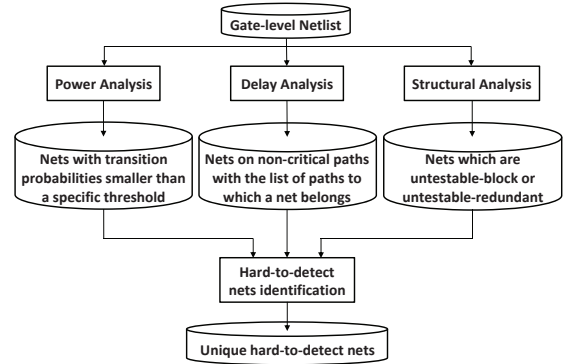 Gate-level Netlist
Power Analysis
Delay Analysis
Structural Analysis
Nets with transition
probabilities smaller than
a specific threshold
Nets on non-critical paths
with the list of paths to
which a net belongs
Nets which are
untestable-block or
untestable-redundant
Hard-to-detect
nets identification
Unique hard-to-detect nets